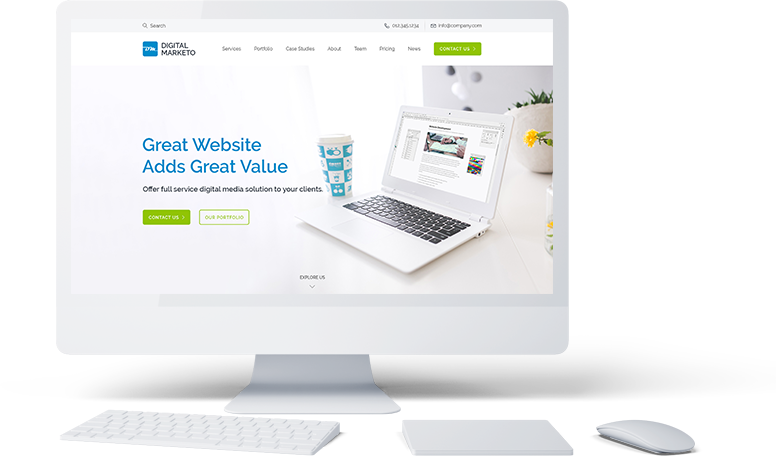 Search
012.345.1234
info@company.com
DIGITAL
MARKETO
Services Portfolio Case Studies About Team Pricing News CONTACT US
Great Website
Adds Great Value
Offer full service digital media solution to your clients.
CONTACT US
OUR PORTFOLIO
EXPLORE US